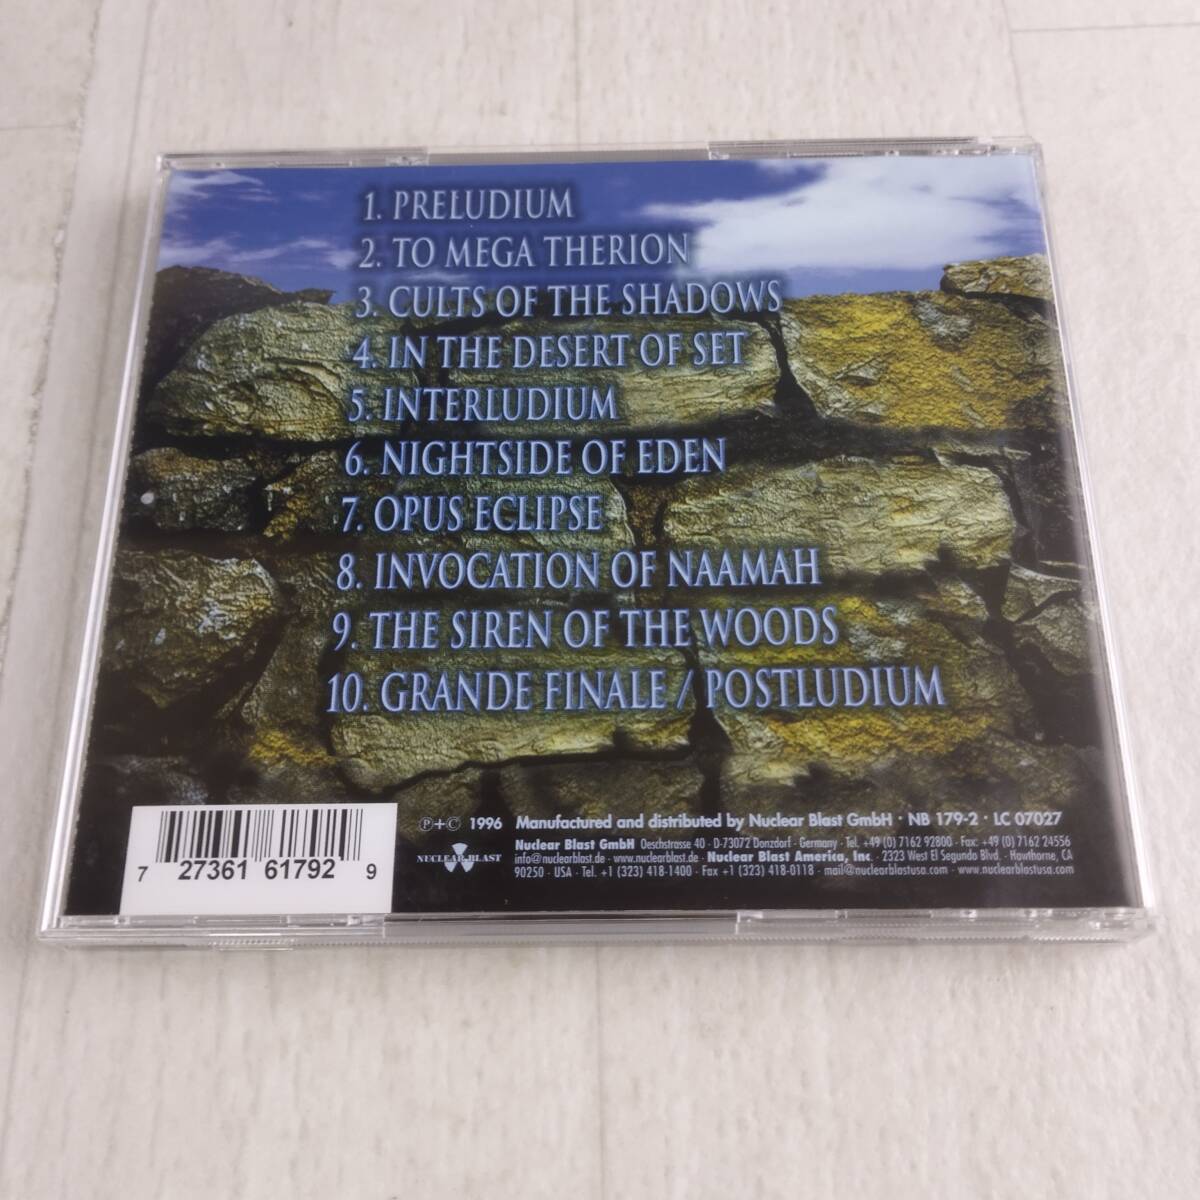 1. PRELUDIUM
2. TO MEGA THERION
3. CULTS OF THE SHADOWS
4. IN THE DESERT OF SET
5. INTERLUDIUM
6. NIGHTSIDE OF EDEN
7. OPUS ECLIPSE
8. INVOCATION OF NAAMAH
9. THE SIREN OF THE WOODS
10. GRANDE FINALE / POSTLUDIUM
7 27361 61792 9
NUCLEAR BLAST
℗+© 1996 Manufactured and distributed by Nuclear Blast GmbH · NB 179-2 · LC 07027
Nuclear Blast GmbH Oeschstrasse 40 · D-73072 Donzdorf · Germany · Tel. +49 (0) 7162 92800 · Fax: +49 (0) 7162 24556
info@nuclearblast.de · www.nuclearblast.de · Nuclear Blast America, Inc. · 2323 West El Segundo Blvd. · Hawthorne, CA
90250 · USA · Tel. +1 (323) 418-1400 · Fax +1 (323) 418-0118 · mail@nuclearblastusa.com · www.nuclearblastusa.com